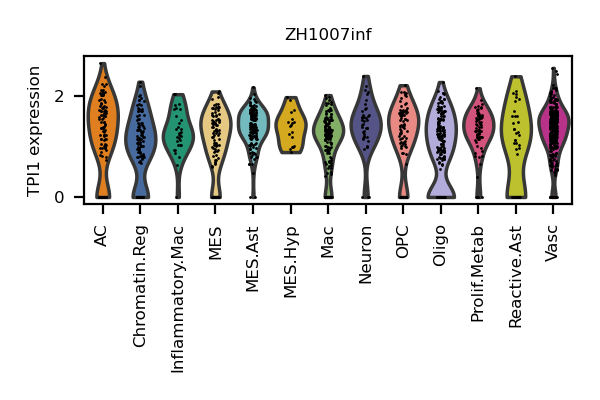 ZH1007inf
TPI1 expression
2
0
AC
Chromatin.Reg
Inflammatory.Mac
MES
MES.Ast
MES.Hyp
Mac
Neuron
OPC
Oligo
Prolif.Metab
Reactive.Ast
Vasc